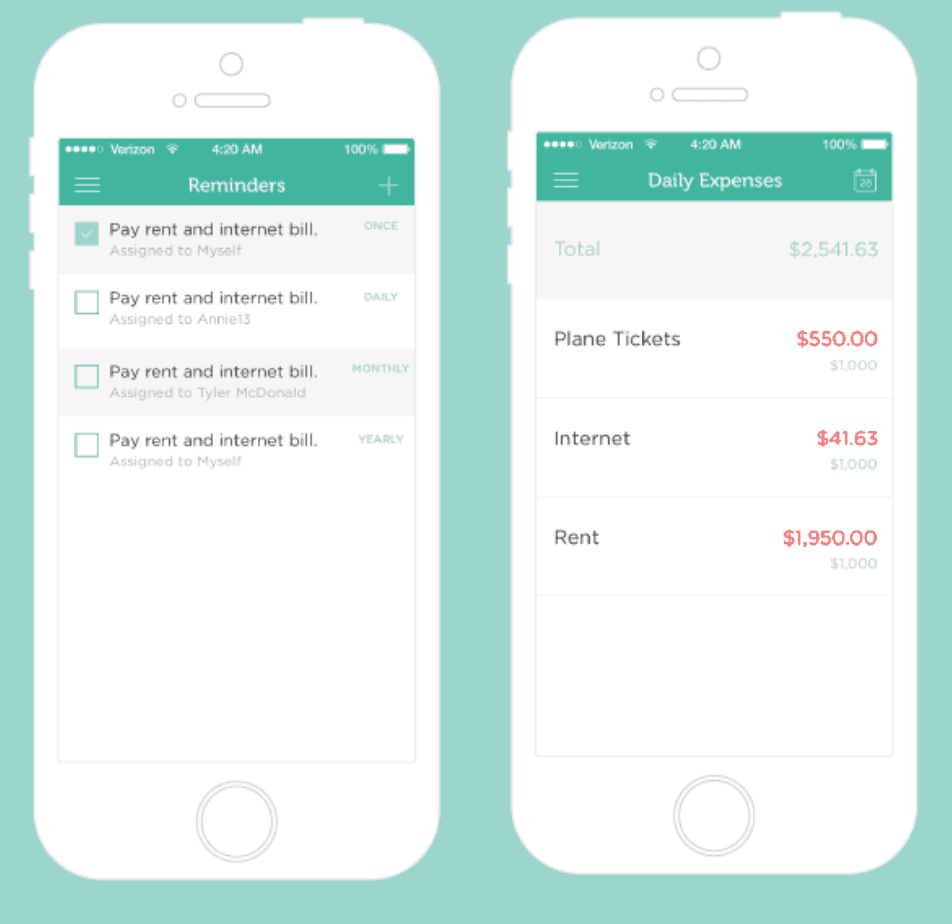 Verizon 4:20 AM 100%
Reminders
Pay rent and internet bill. ONCE
Assigned to Myself
Pay rent and internet bill. DAILY
Assigned to Annie13
Pay rent and internet bill. MONTHLY
Assigned to Tyler McDonald
Pay rent and internet bill. YEARLY
Assigned to Myself
Verizon 4:20 AM 100%
Daily Expenses 28
Total $2,541.63
Plane Tickets $550.00
$1,000
Internet $41.63
$1,000
Rent $1,950.00
$1,000